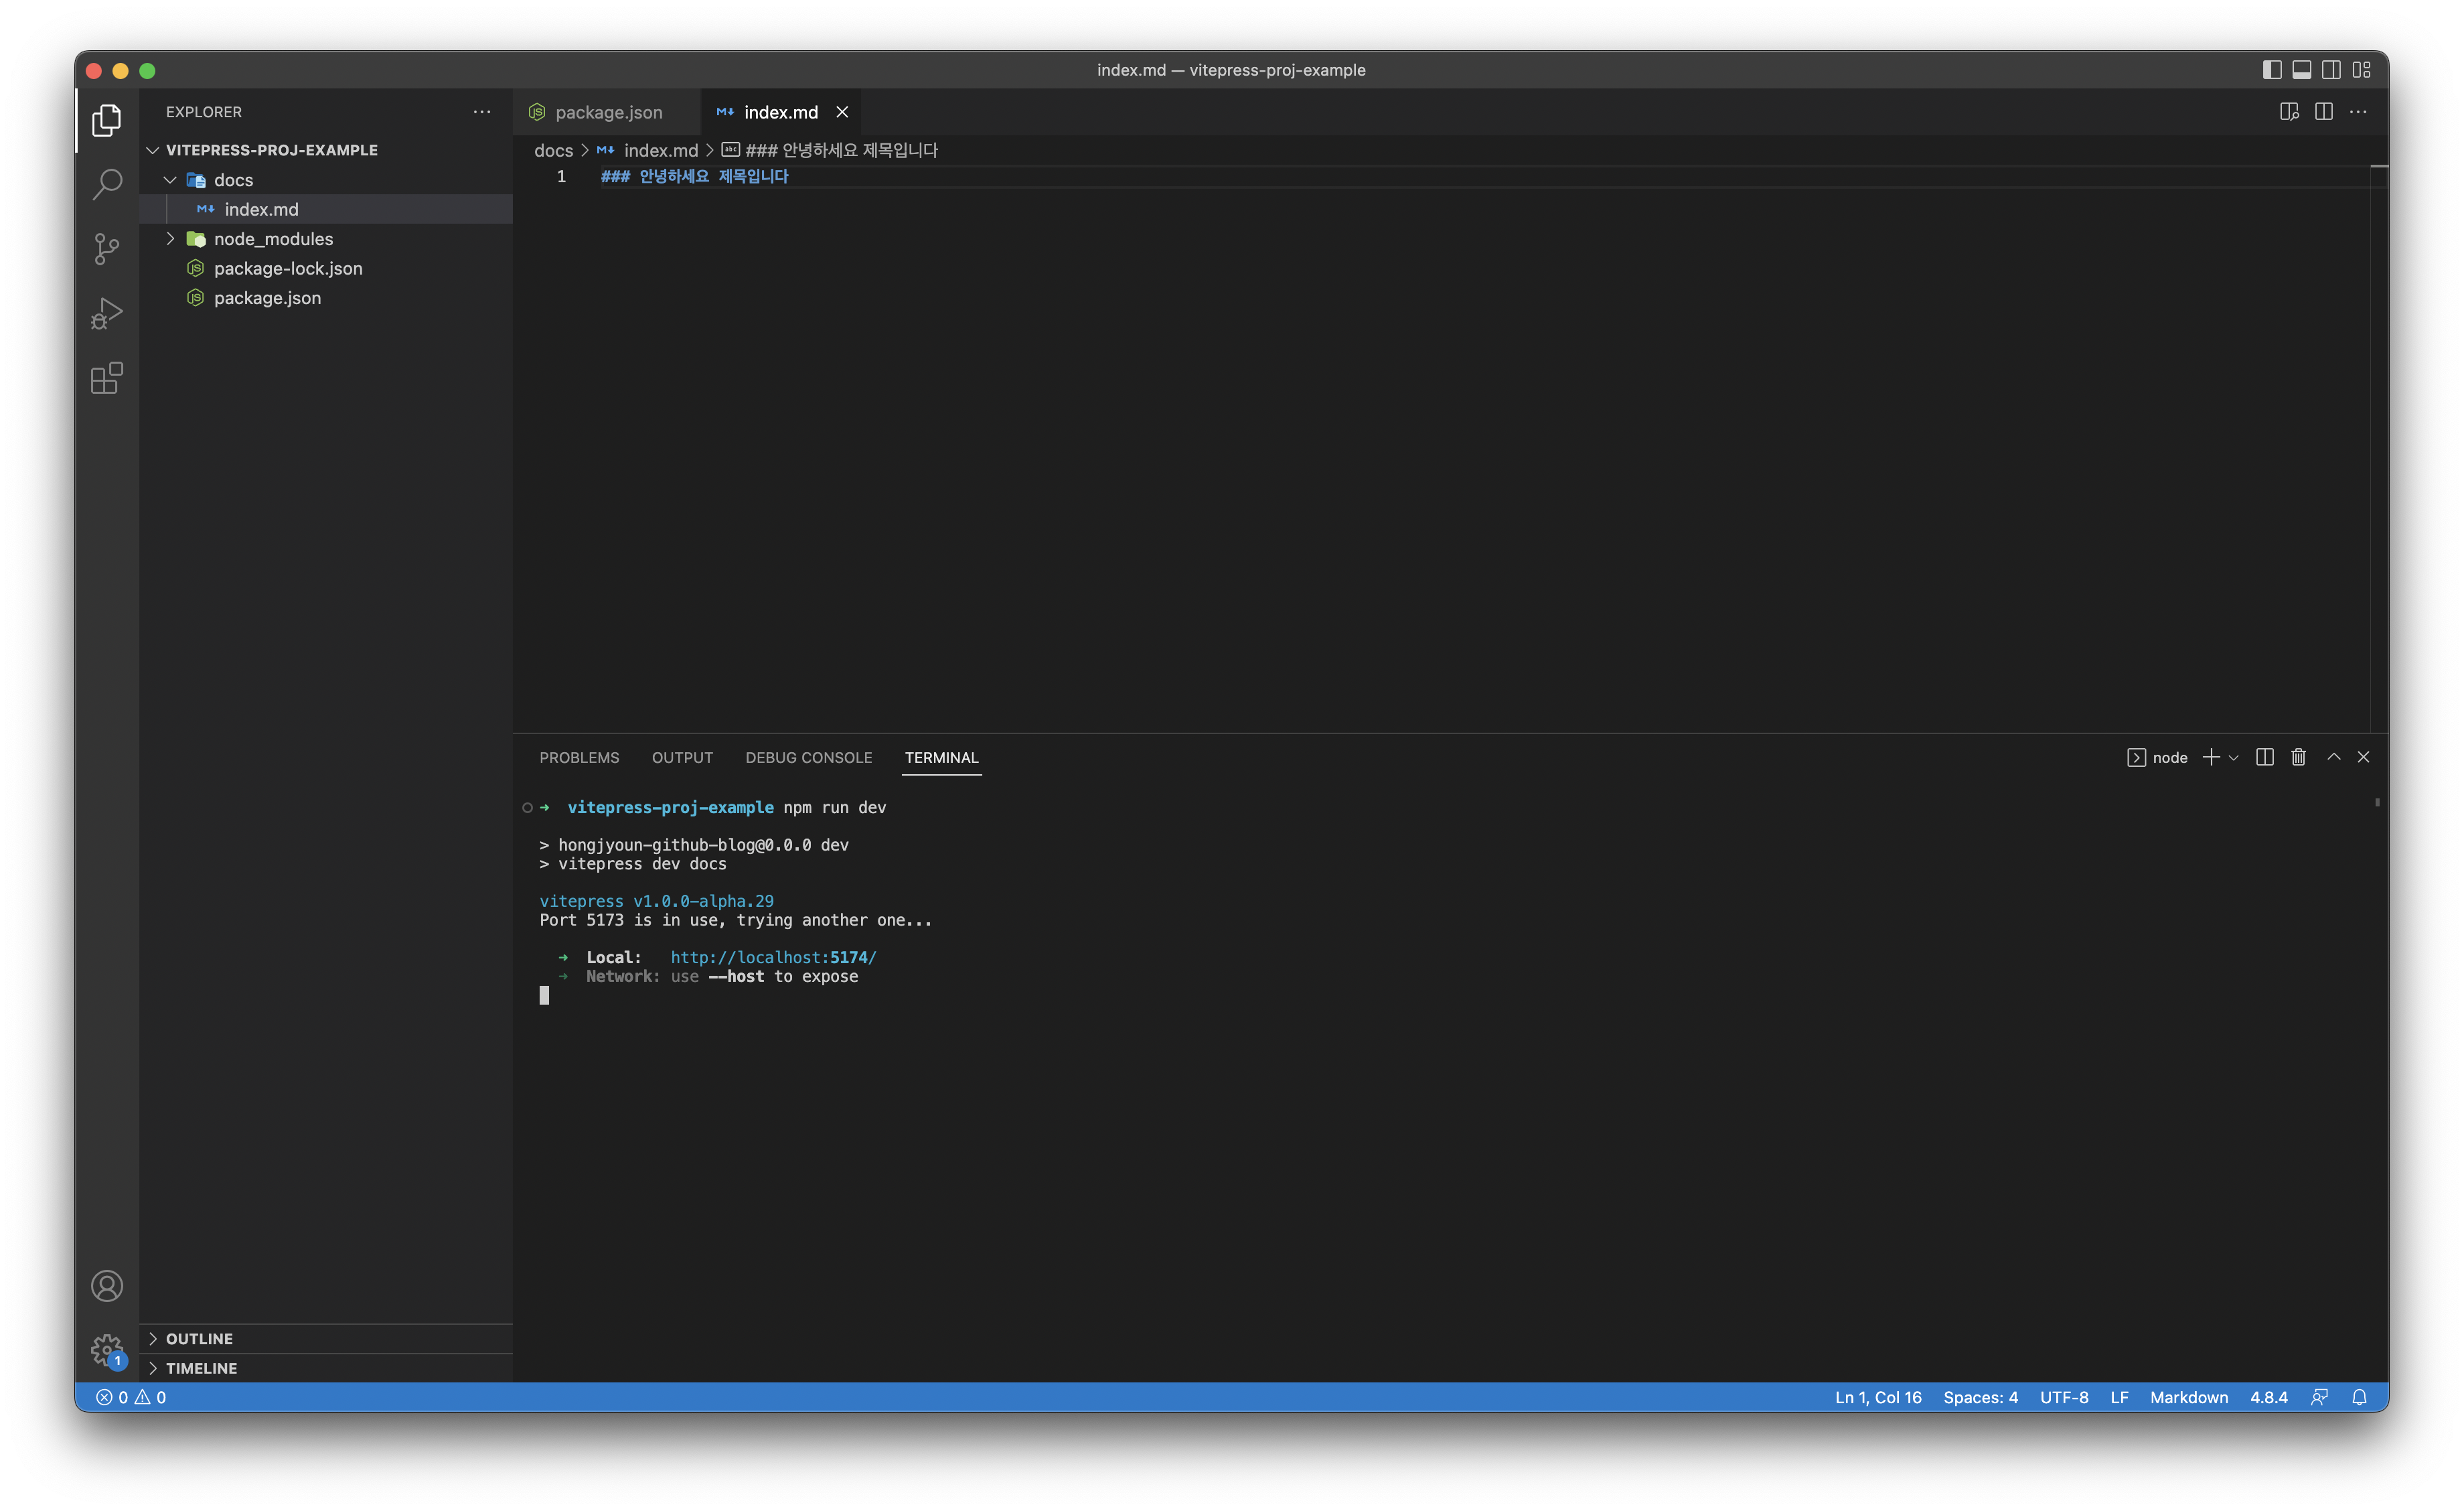 index.md — vitepress-proj-example
EXPLORER
VITEPRESS-PROJ-EXAMPLE
docs
index.md
node_modules
package-lock.json
package.json
OUTLINE
TIMELINE
package.json
index.md
docs > index.md > ### 안녕하세요 제목입니다
1 ### 안녕하세요 제목입니다
PROBLEMS OUTPUT DEBUG CONSOLE TERMINAL
node
➜ vitepress-proj-example npm run dev
> hongjyoun-github-blog@0.0.0 dev
> vitepress dev docs
vitepress v1.0.0-alpha.29
Port 5173 is in use, trying another one...
➜ Local: http://localhost:5174/
➜ Network: use --host to expose
1
0 0
Ln 1, Col 16 Spaces: 4 UTF-8 LF Markdown 4.8.4